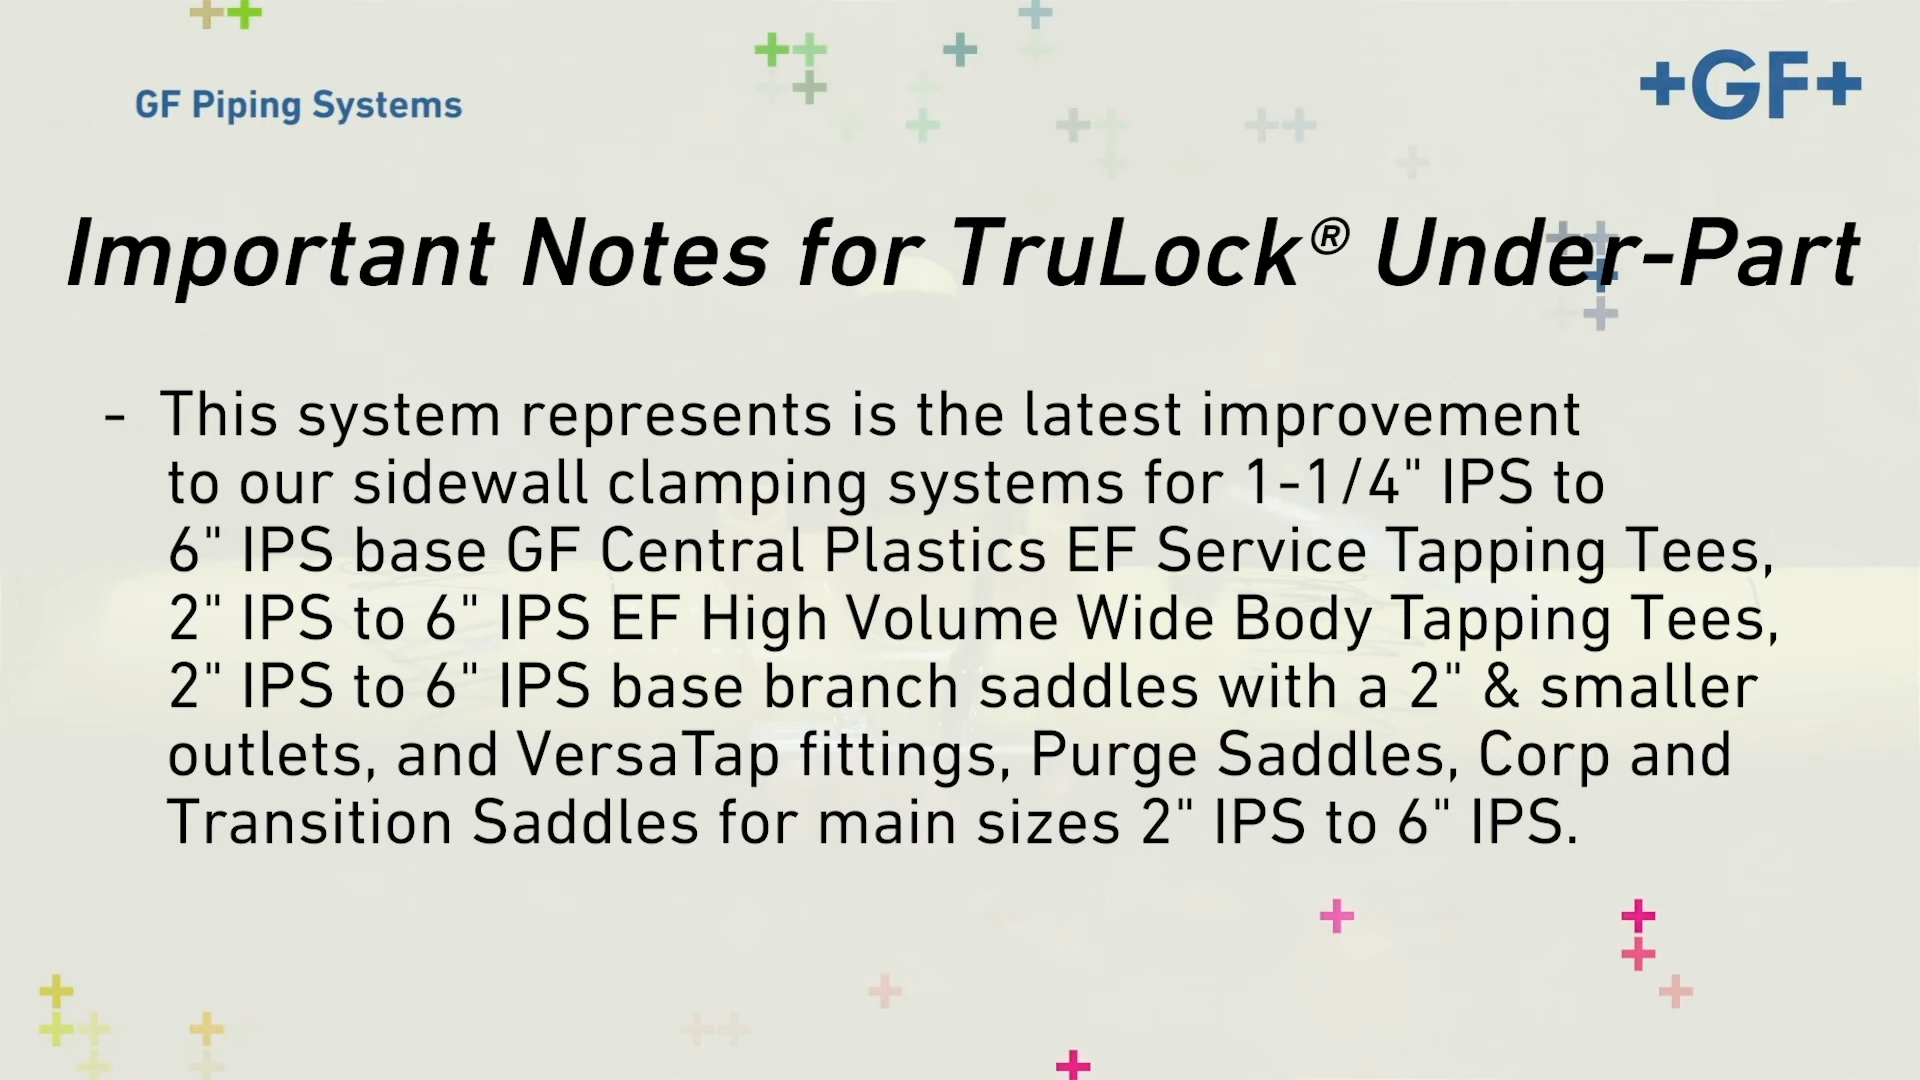 GF Piping Systems
+GF+
Important Notes for TruLock® Under-Part
- This system represents is the latest improvement
to our sidewall clamping systems for 1-1/4" IPS to
6" IPS base GF Central Plastics EF Service Tapping Tees,
2" IPS to 6" IPS EF High Volume Wide Body Tapping Tees,
2" IPS to 6" IPS base branch saddles with a 2" & smaller
outlets, and VersaTap fittings, Purge Saddles, Corp and
Transition Saddles for main sizes 2" IPS to 6" IPS.